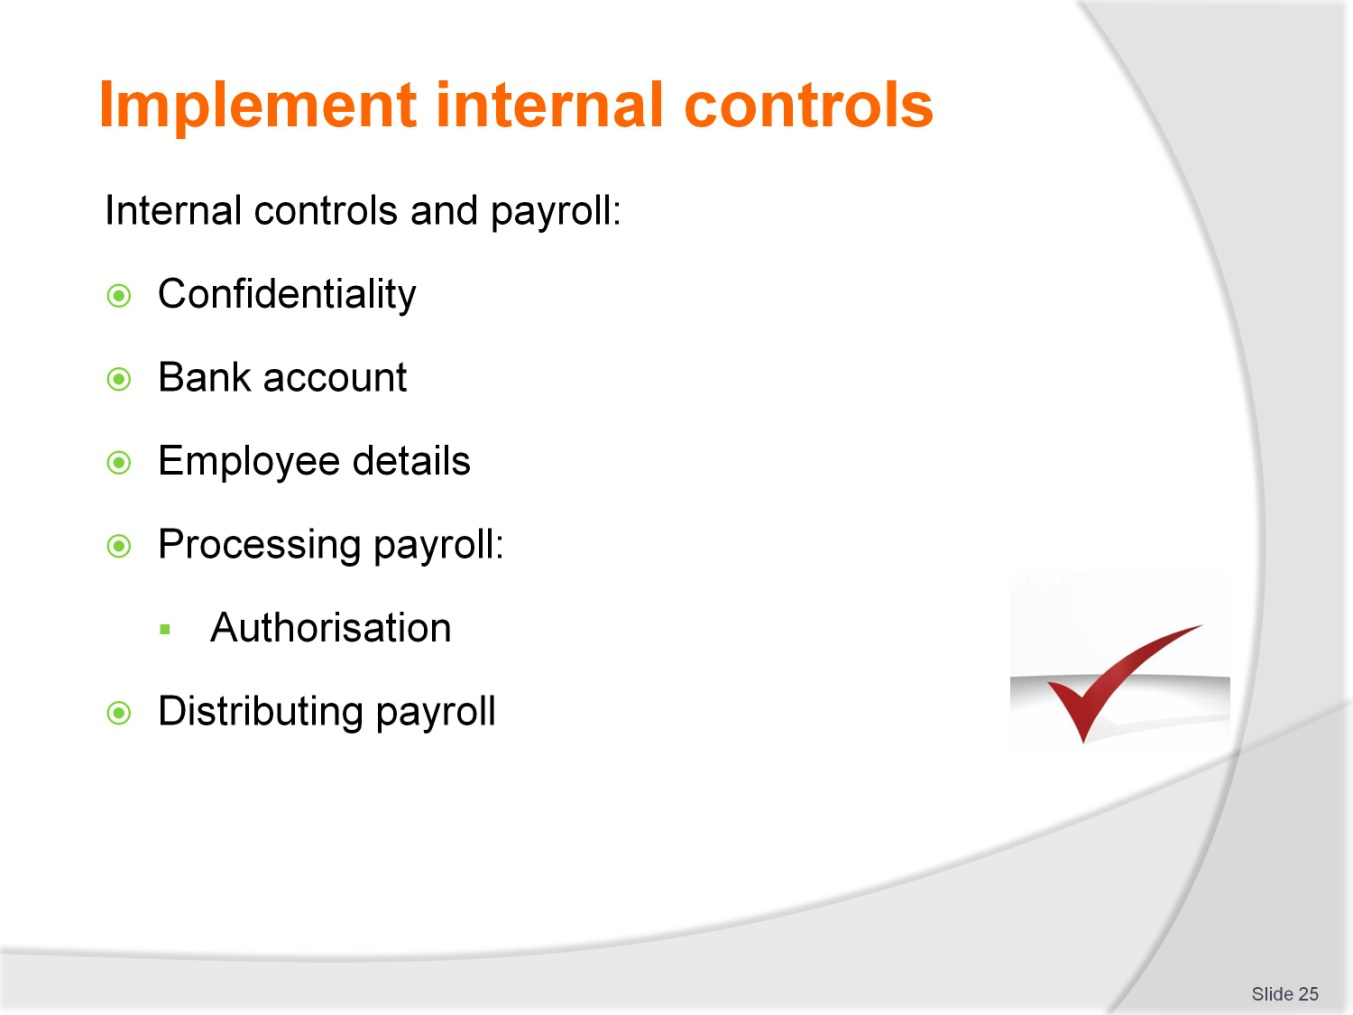 Implement internal controls
Internal controls and payroll:
Confidentiality
Bank account
Employee details
Processing payroll:
Authorisation
Distributing payroll
Slide 25